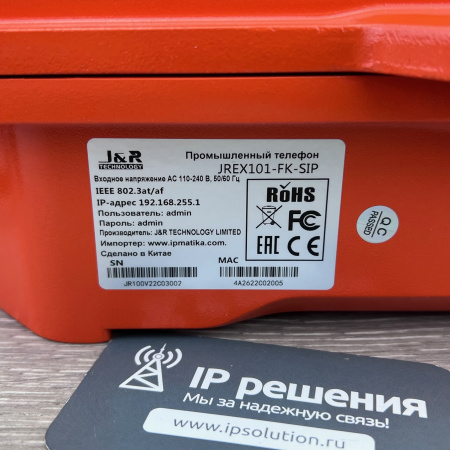 J&R
TECHNOLOGY
Промышленный телефон
JREX101-FK-SIP
Входное напряжение AC 110-240 В, 50/60 Гц
IEEE 802.3at/af
IP-адрес 192.168.255.1
Пользователь: admin
Пароль: admin
Производитель: J&R TECHNOLOGY LIMITED
Импортер: www.ipmatika.com
Сделано в Китае
RoHS
FC
EAC CE
SN
MAC
JR100V22C03002
4A2622C02005
Q.C
PASSED
IP решения
Мы за надежную связь!
www.ipsolution.ru